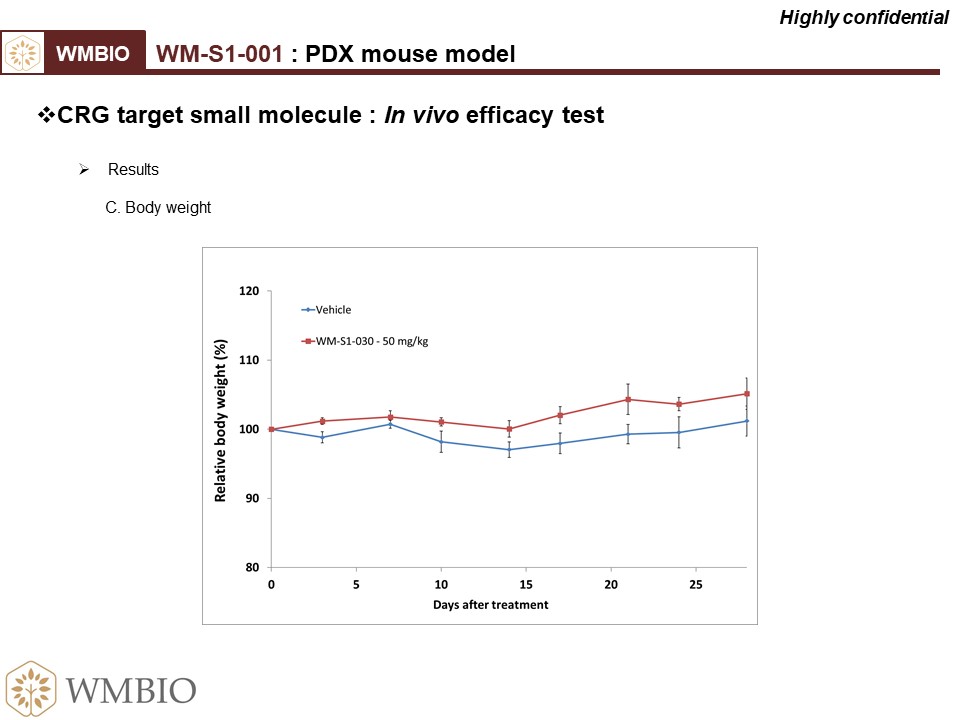 Highly confidential
WMBIO WM-S1-001 : PDX mouse model
❖CRG target small molecule : In vivo efficacy test
➢ Results
C. Body weight
120
110
100
90
80
Relative body weight (%)
Vehicle
WM-S1-030 - 50 mg/kg
0 5 10 15 20 25
Days after treatment
WMBIO